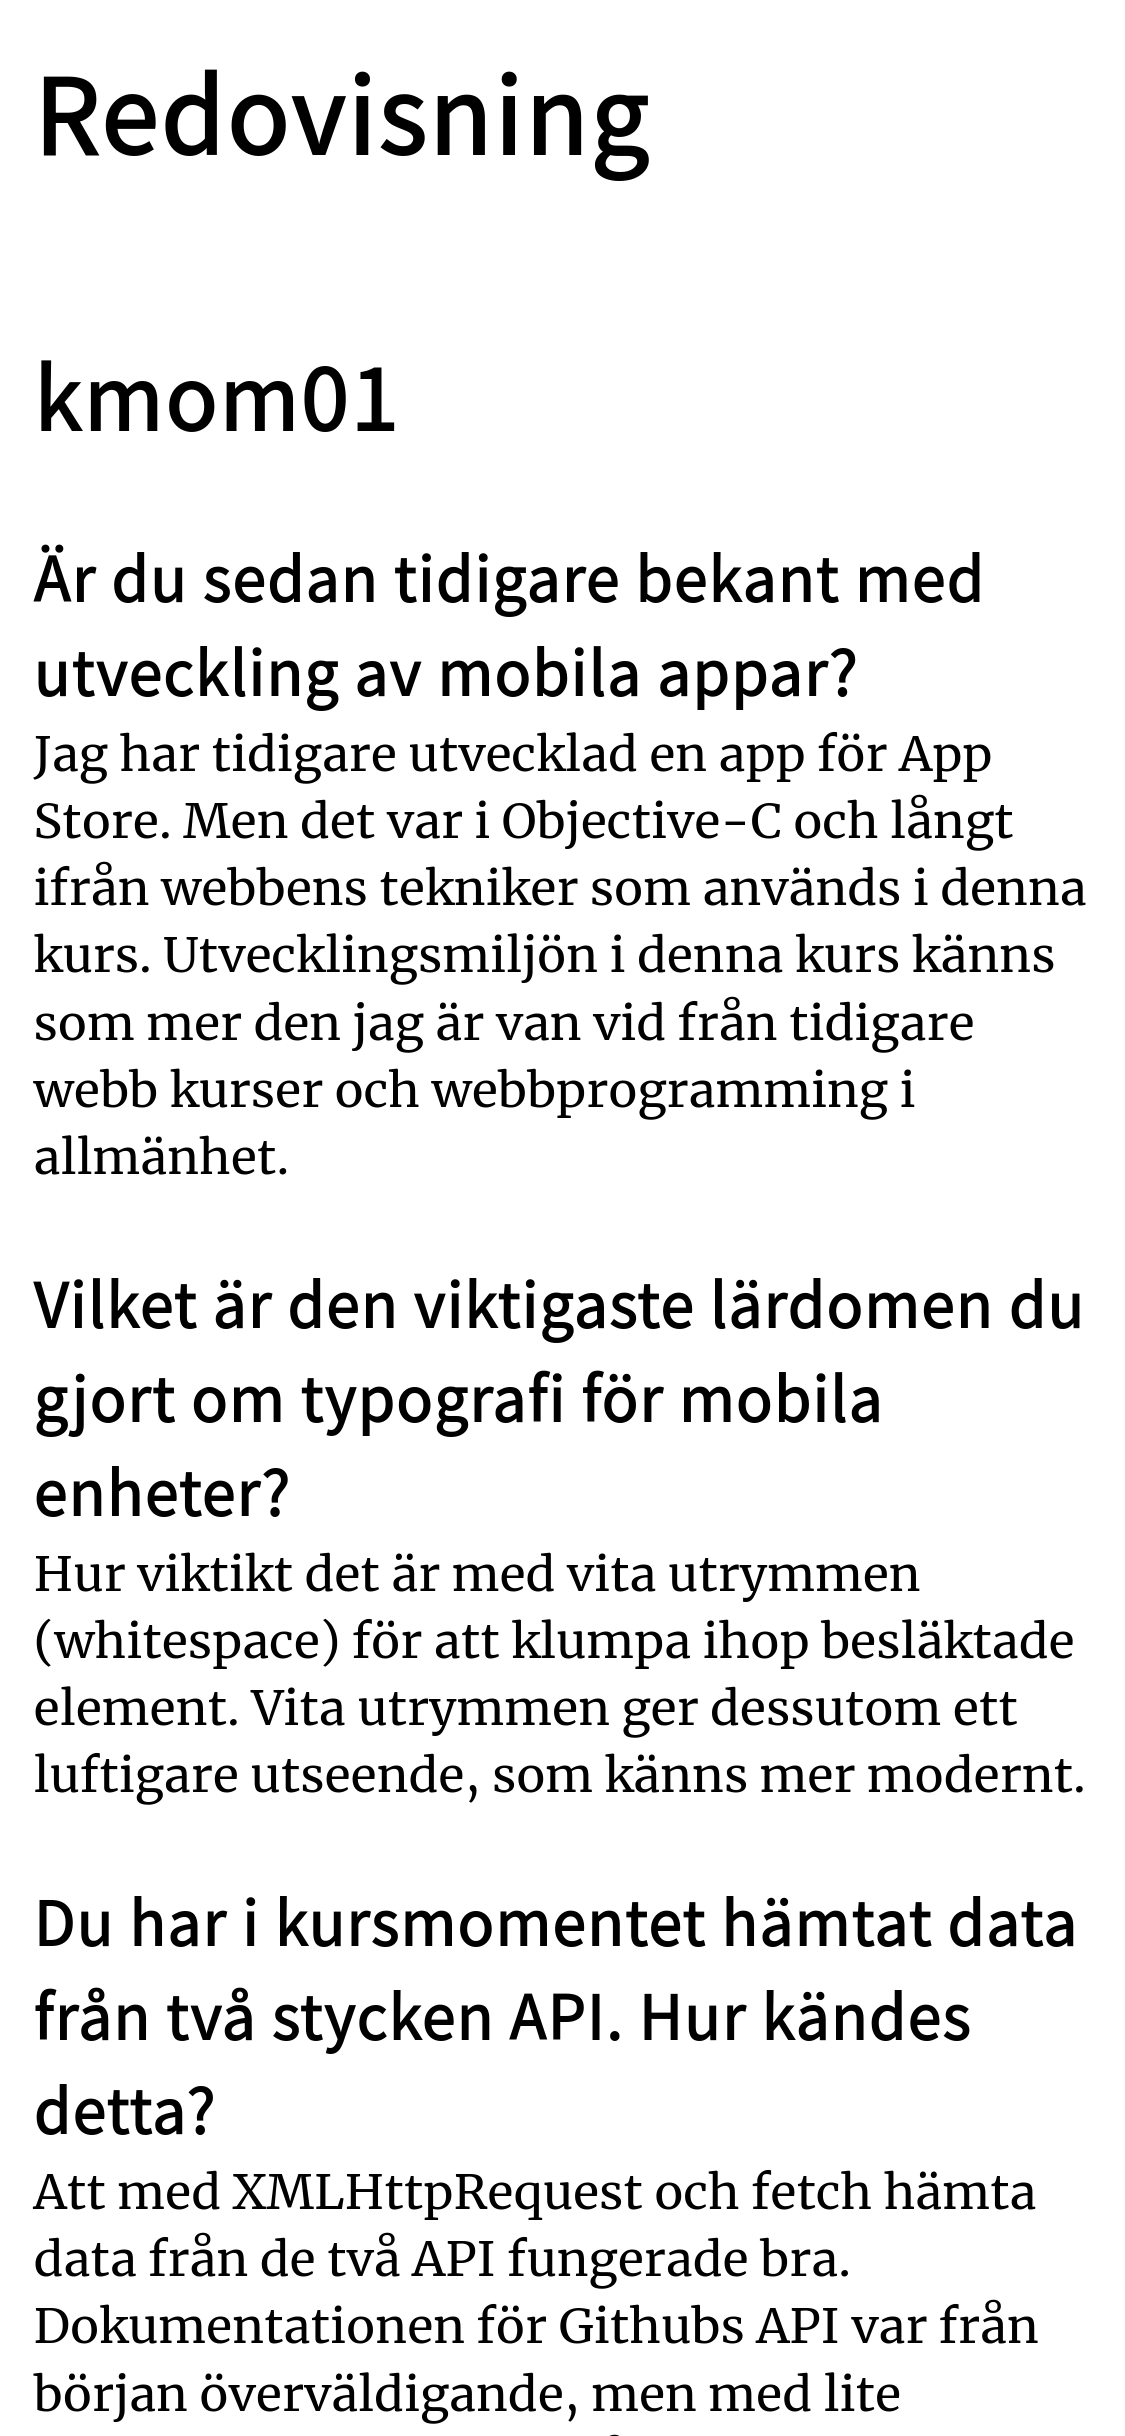 Redovisning
kmom01
Är du sedan tidigare bekant med
utveckling av mobila appar?
Jag har tidigare utvecklad en app för App
Store. Men det var i Objective-C och långt
ifrån webbens tekniker som används i denna
kurs. Utvecklingsmiljön i denna kurs känns
som mer den jag är van vid från tidigare
webb kurser och webbprogramming i
allmänhet.
Vilket är den viktigaste lärdomen du
gjort om typografi för mobila
enheter?
Hur viktikt det är med vita utrymmen
(whitespace) för att klumpa ihop besläktade
element. Vita utrymmen ger dessutom ett
luftigare utseende, som känns mer modernt.
Du har i kursmomentet hämtat data
från två stycken API. Hur kändes
detta?
Att med XMLHttpRequest och fetch hämta
data från de två API fungerade bra.
Dokumentationen för Githubs API var från
början överväldigande, men med lite